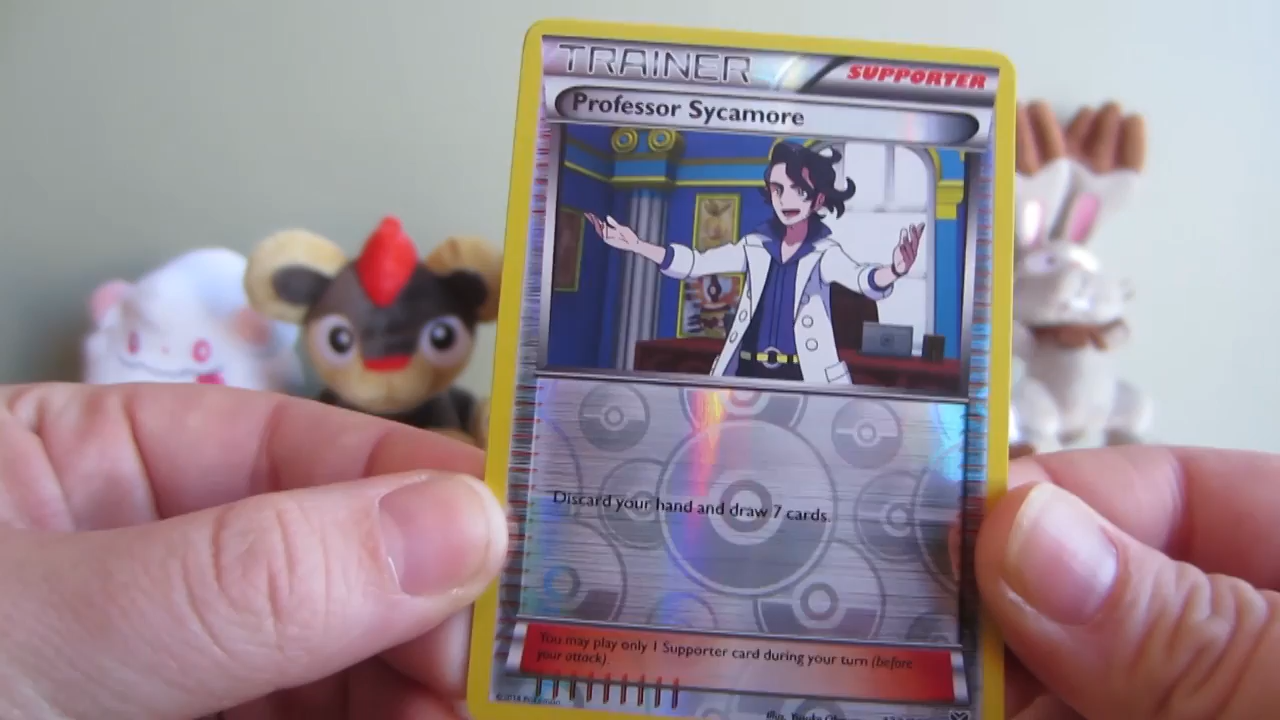 TRAINER
SUPPORTER
Professor Sycamore
Discard your hand and draw 7 cards.
You may play only 1 Supporter card during your turn (before
your attack).